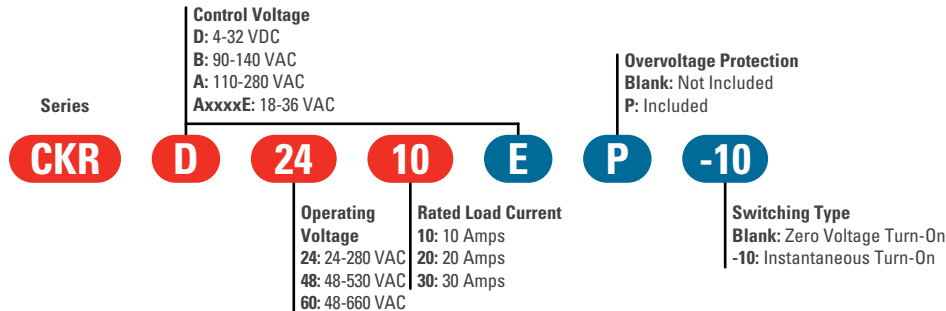 Control Voltage
D: 4-32 VDC
B: 90-140 VAC
A: 110-280 VAC
AxxxxE: 18-36 VAC
Overvoltage Protection
Blank: Not Included
P: Included
Series
CKR D 24 10 E P -10
Operating
Voltage
24: 24-280 VAC
48: 48-530 VAC
60: 48-660 VAC
Rated Load Current
10: 10 Amps
20: 20 Amps
30: 30 Amps
Switching Type
Blank: Zero Voltage Turn-On
-10: Instantaneous Turn-On